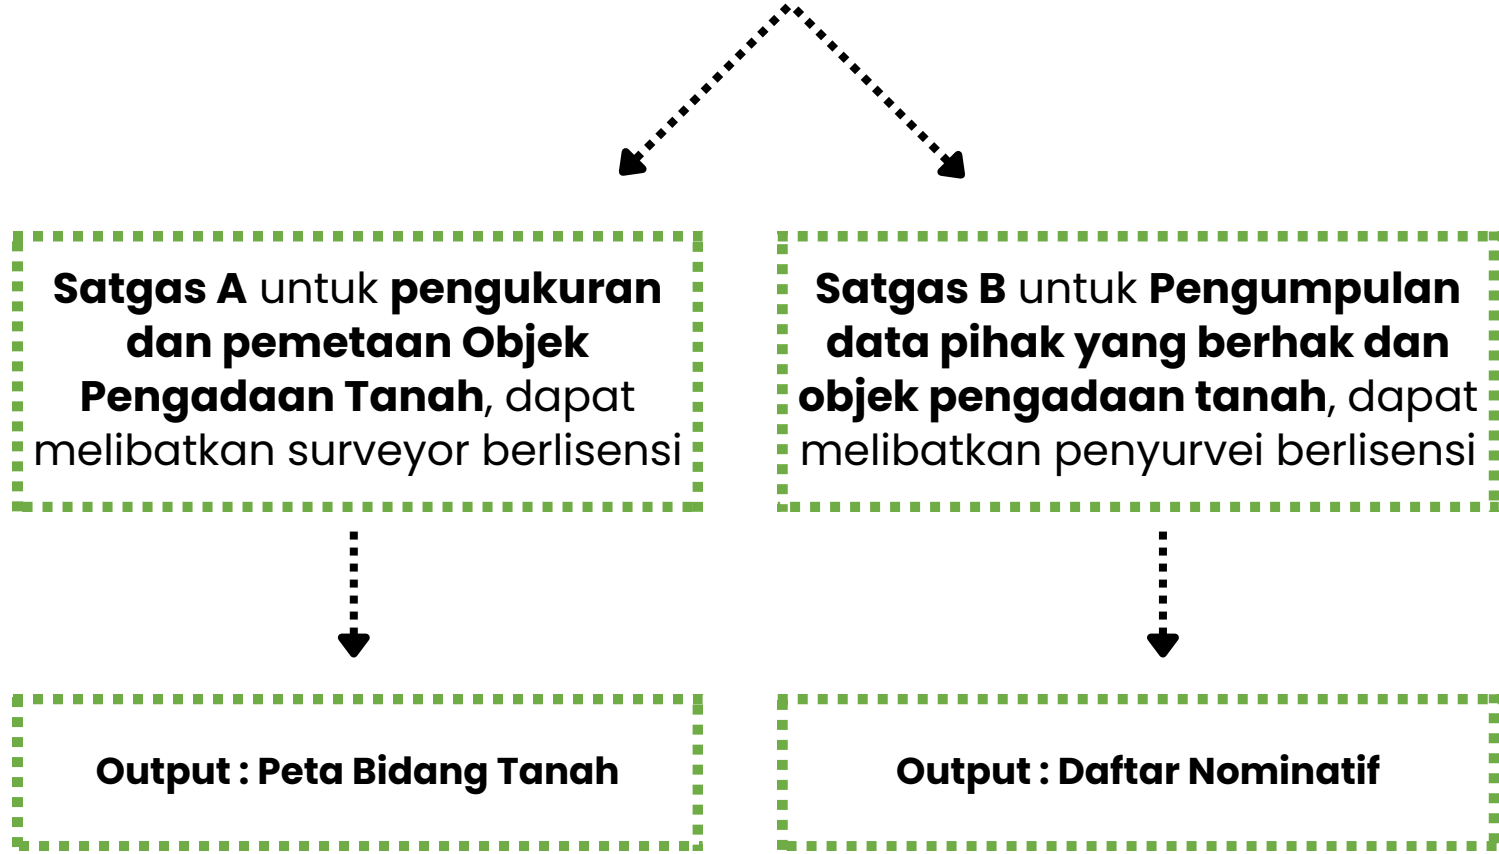 Satgas A untuk pengukuran
dan pemetaan Objek
Pengadaan Tanah, dapat
melibatkan surveyor berlisensi
Satgas B untuk Pengumpulan
data pihak yang berhak dan
objek pengadaan tanah, dapat
melibatkan penyurvei berlisensi
Output : Peta Bidang Tanah
Output : Daftar Nominatif